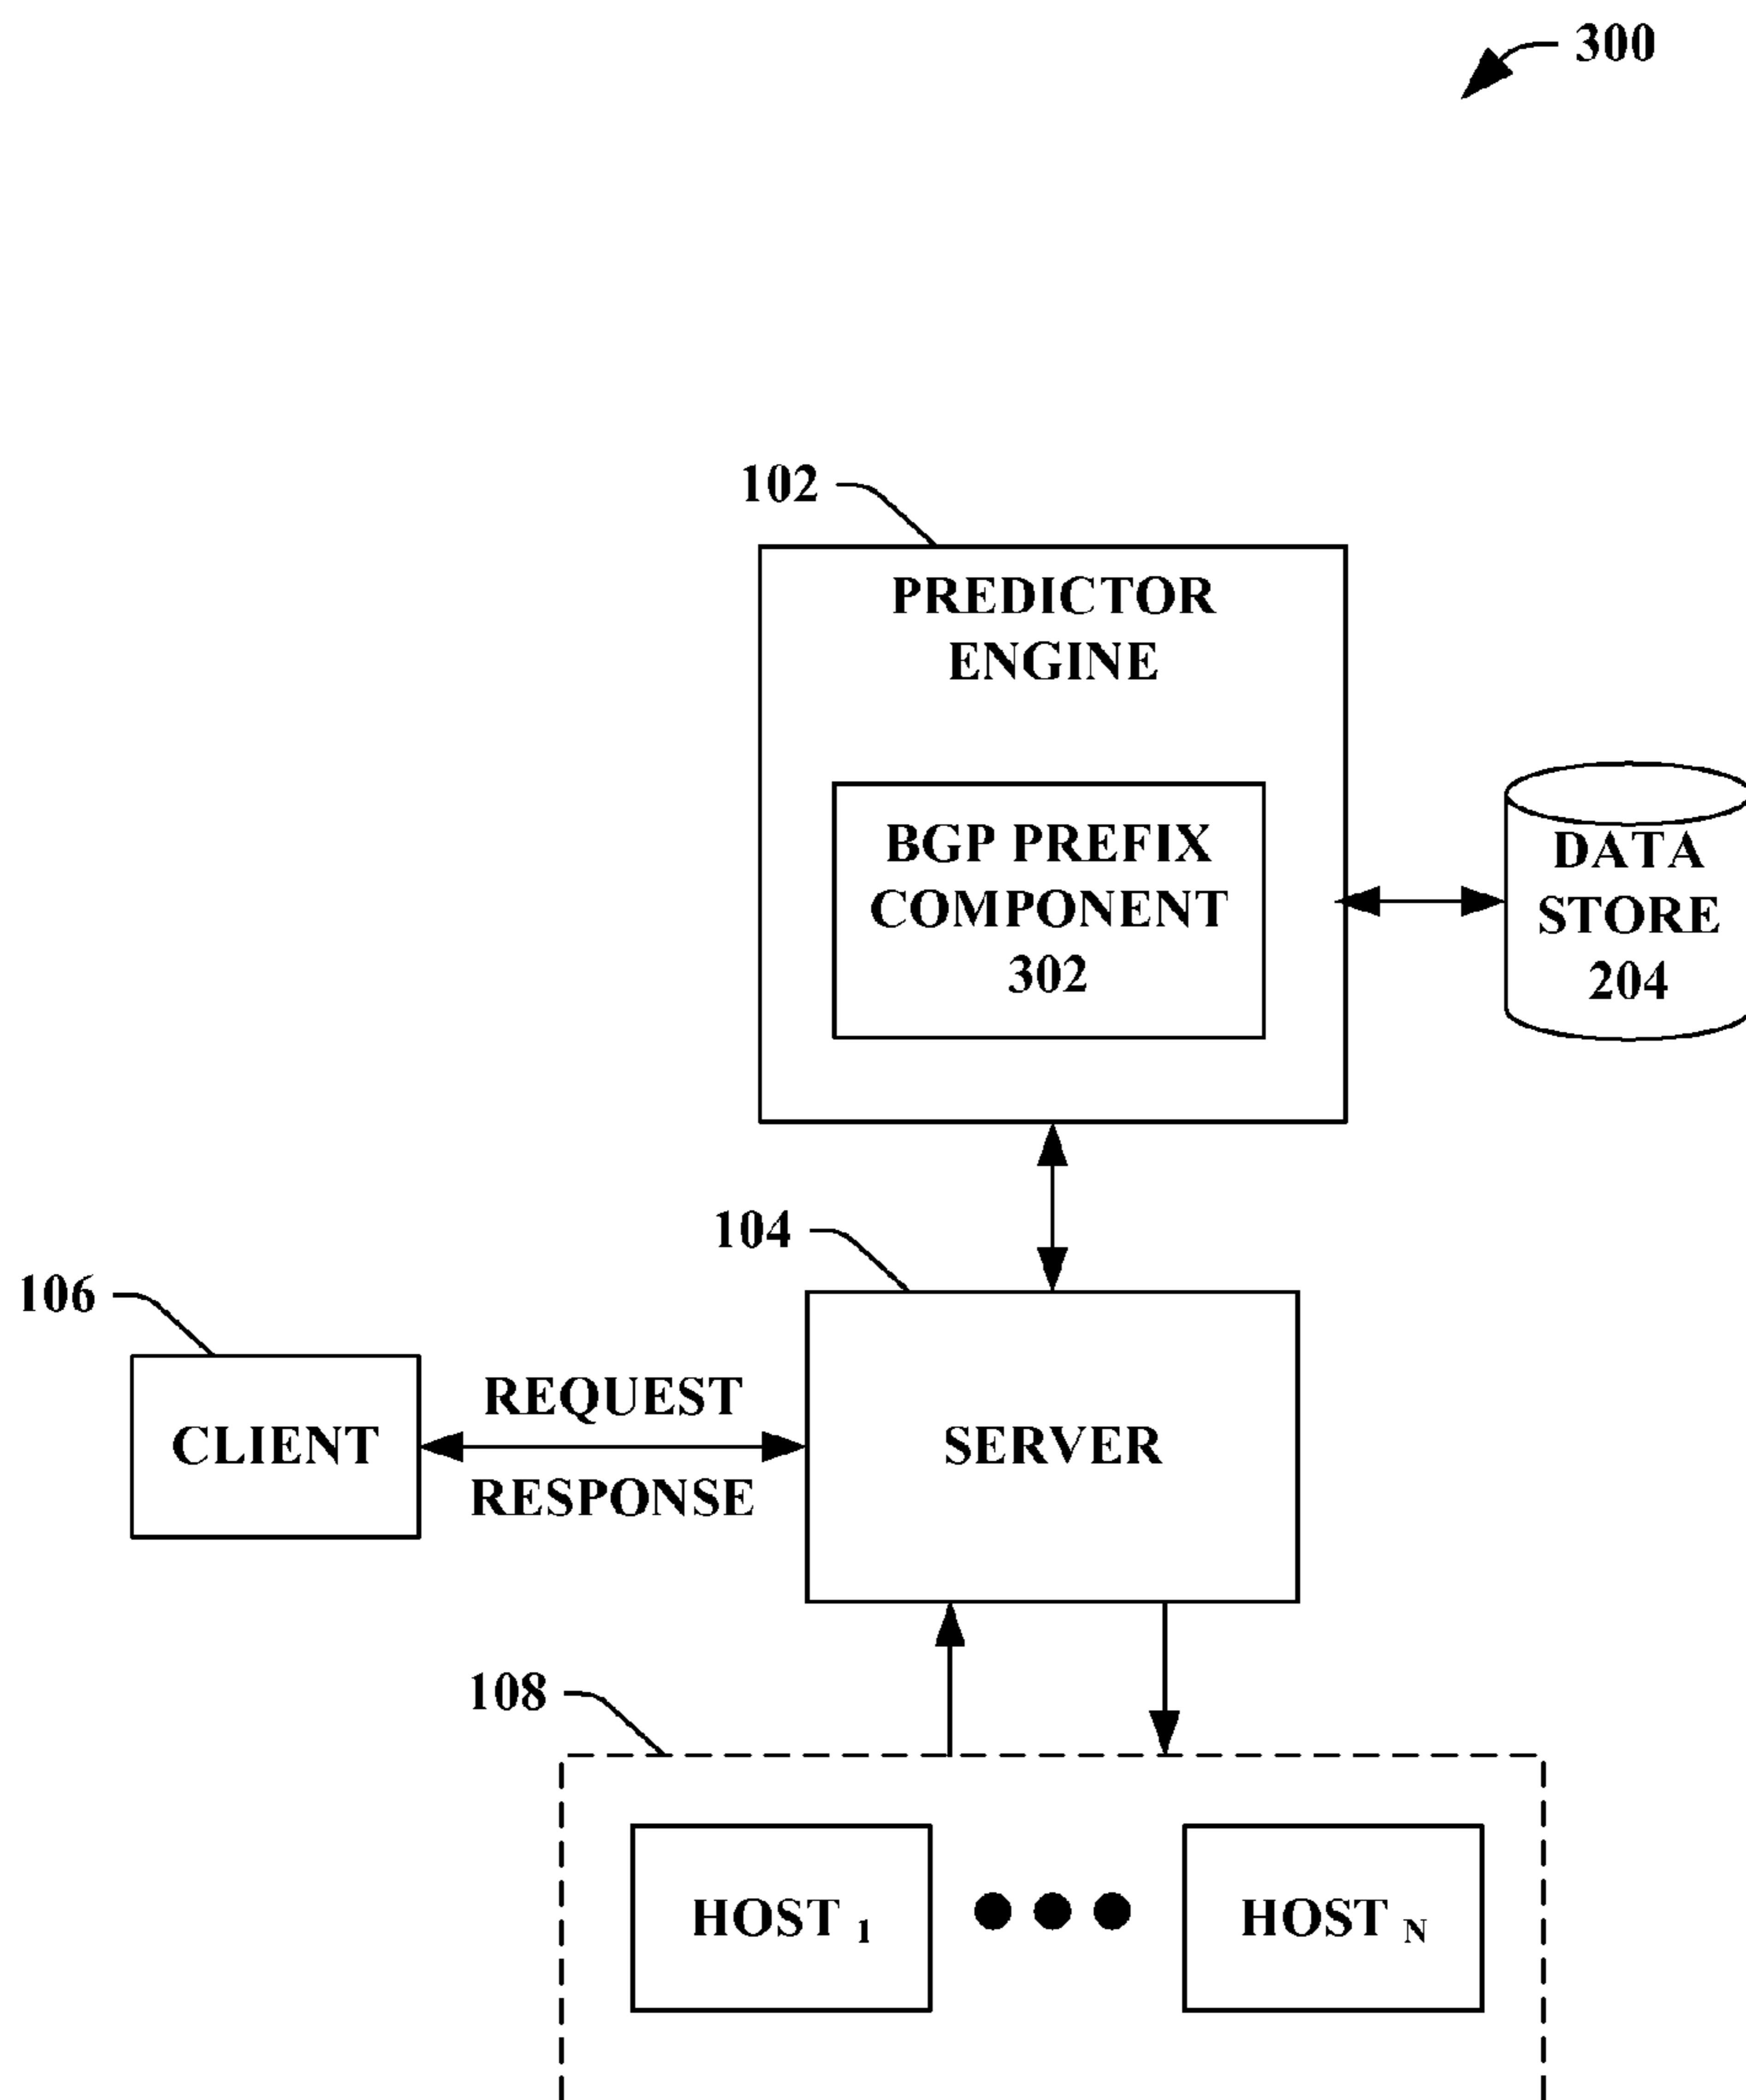 300
102
PREDICTOR
ENGINE
BGP PREFIX
COMPONENT
302
DATA
STORE
204
104
106
REQUEST
CLIENT
SERVER
RESPONSE
108
HOST 1
HOST N